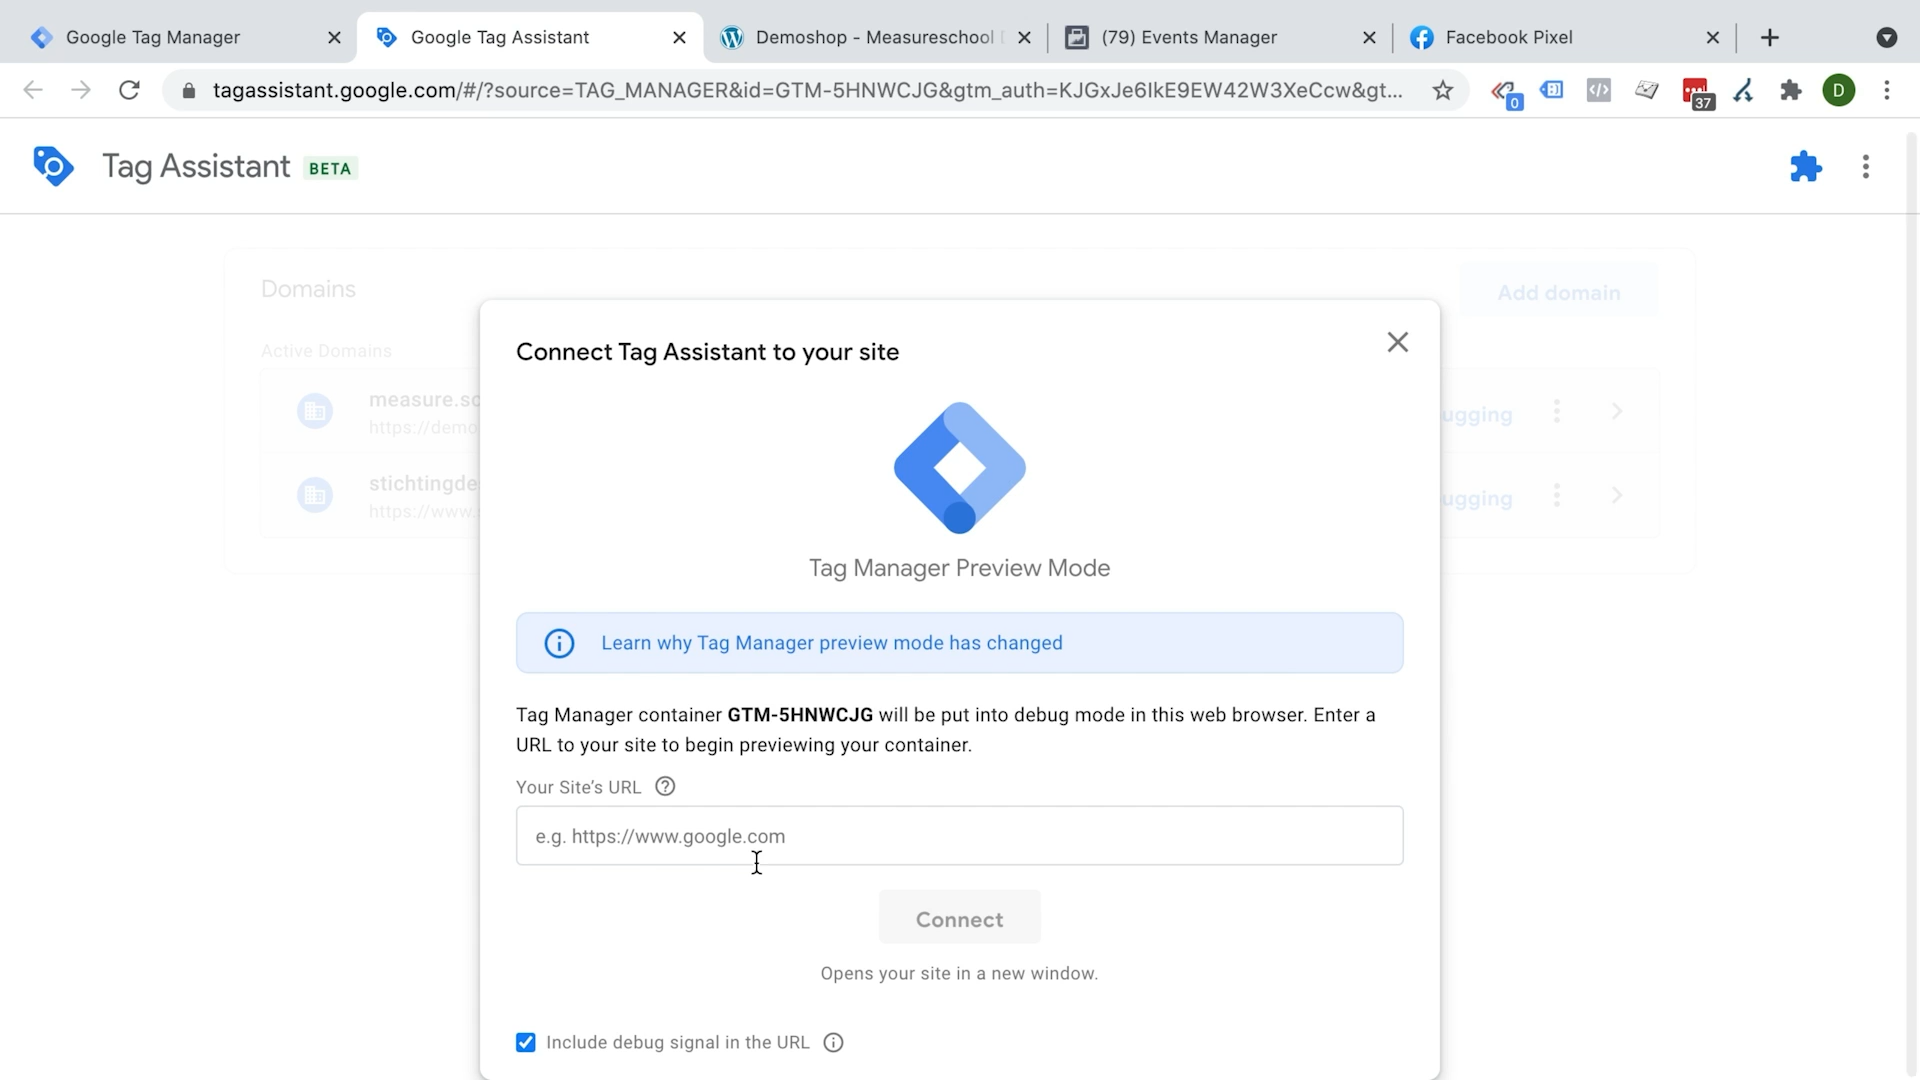 Google Tag Manager
Google Tag Assistant
Demoshop - Measureschool
(79) Events Manager
Facebook Pixel
tagassistant.google.com/#/?source=TAG_MANAGER&id=GTM-5HNWCJG&gtm_auth=KJGxJe6IkE9EW42W3XeCcw&gt...
0
37
D
Tag Assistant BETA
Domains
Add domain
Active Domains
Connect Tag Assistant to your site
measure.sc
https://demo
ugging
stichtingde
https://www.
ugging
Tag Manager Preview Mode
Learn why Tag Manager preview mode has changed
Tag Manager container GTM-5HNWCJG will be put into debug mode in this web browser. Enter a
URL to your site to begin previewing your container.
Your Site's URL
e.g. https://www.google.com
Connect
Opens your site in a new window.
Include debug signal in the URL